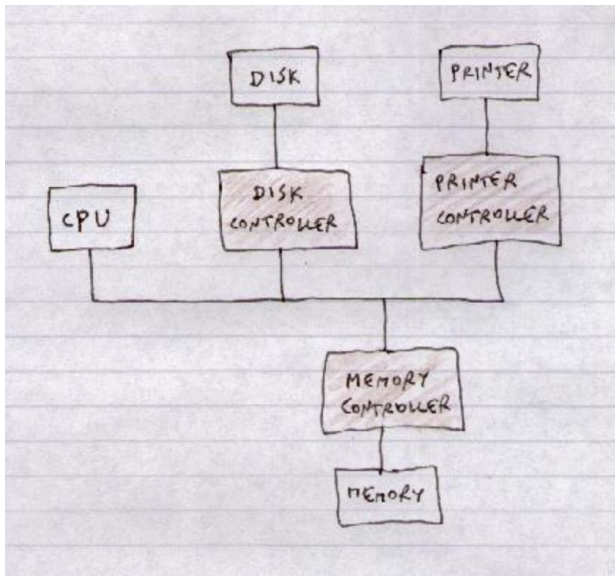 DISK
PRINTER
CPU
DISK
CONTROLLER
PRINTER
CONTROLLER
MEMORY
CONTROLLER
MEMORY